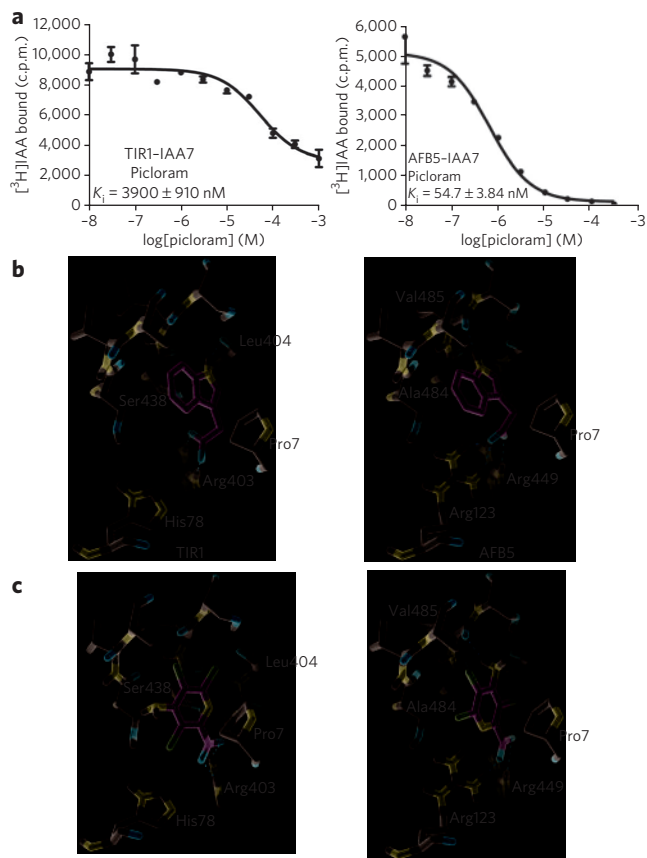 a
12,000
10,000
8,000
6,000
4,000
2,000
0
[³H]IAA bound (c.p.m.)
TIR1–IAA7
Picloram
Kᵢ = 3900 ± 910 nM
–8 –7 –6 –5 –4 –3
log[picloram] (M)
6,000
5,000
4,000
3,000
2,000
1,000
0
[³H]IAA bound (c.p.m.)
AFB5–IAA7
Picloram
Kᵢ = 54.7 ± 3.84 nM
–8 –7 –6 –5 –4 –3
log[picloram] (M)
b
Leu404
Ser438
Pro7
Arg403
His78
TIR1
Val485
Ala484
Pro7
Arg449
Arg123
AFB5
c
Leu404
Ser438
Pro7
Arg403
His78
Val485
Ala484
Pro7
Arg449
Arg123